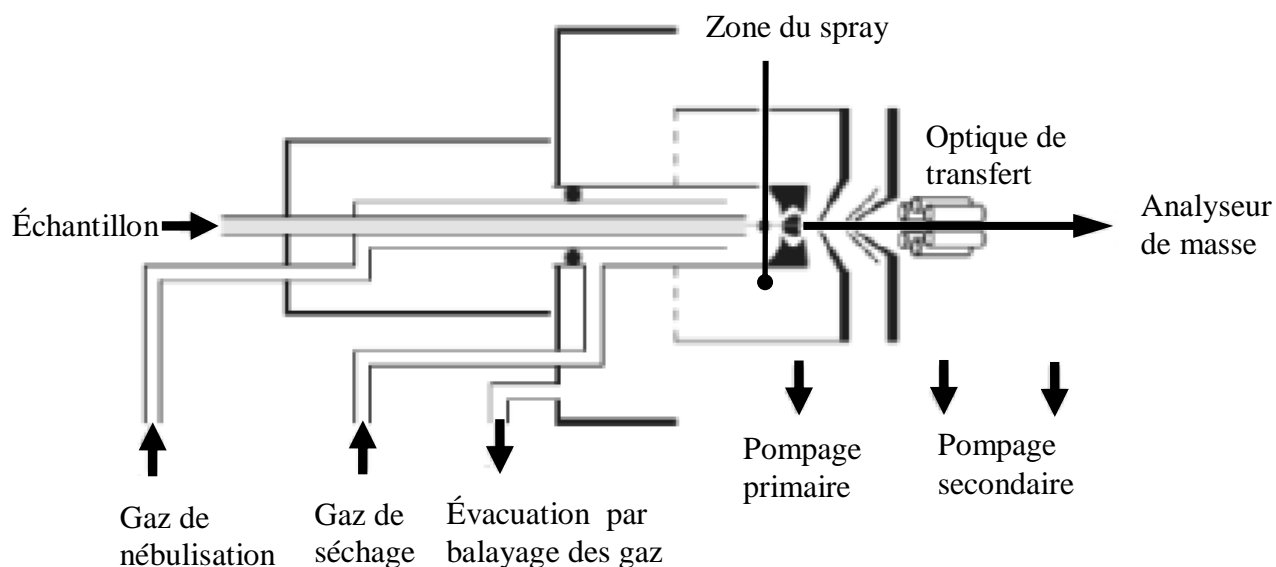 Zone du spray
Optique de
transfert
Échantillon
Analyseur
de masse
Pompage
primaire
Pompage
secondaire
Gaz de
nébulisation
Gaz de
séchage
Évacuation par
balayage des gaz